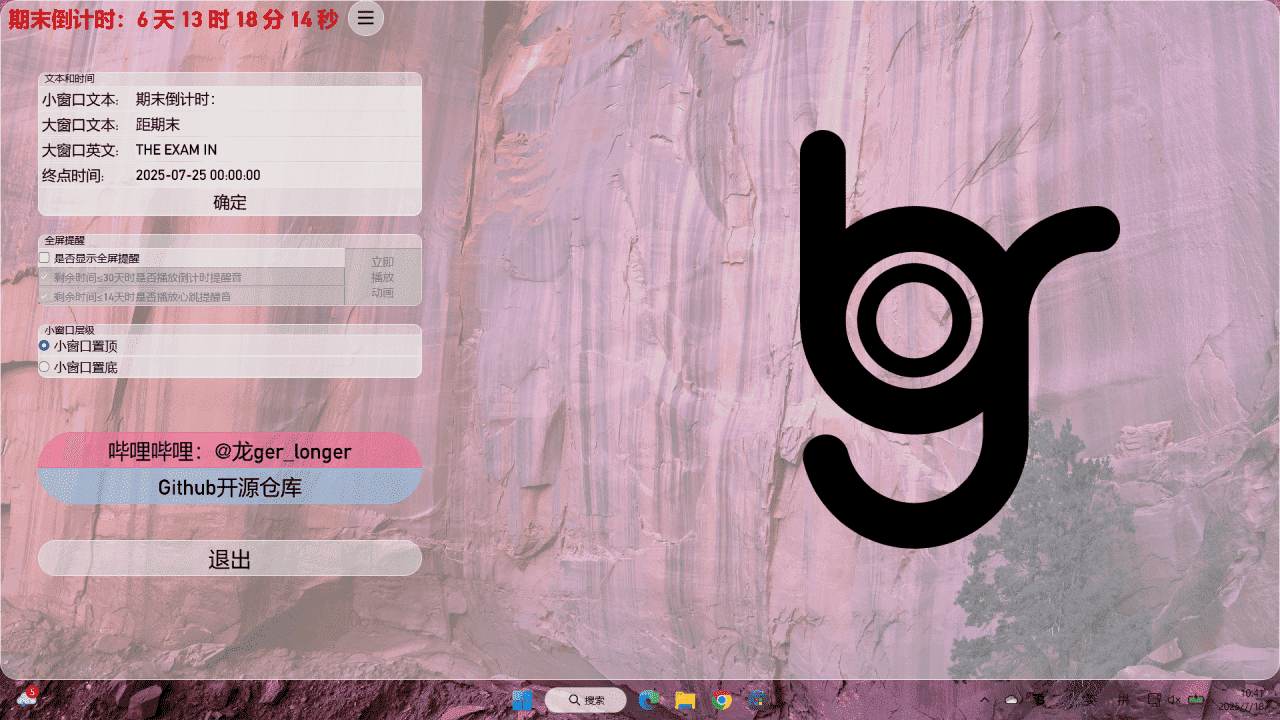 期末倒计时：6 天 13 时 18 分 14 秒
文本和时间
小窗口文本: 期末倒计时:
大窗口文本: 距期末
大窗口英文: THE EXAM IN
终点时间: 2025-07-25 00:00:00
确定
全屏提醒
是否显示全屏提醒
剩余时间≤30天时是否播放倒计时提醒音
剩余时间≤14天时是否播放心跳提醒音
立即
播放
动画
小窗口层级
小窗口置顶
小窗口置底
哔哩哔哩：@龙ger_longer
Github开源仓库
退出
5
搜索
10:41
2025/7/18